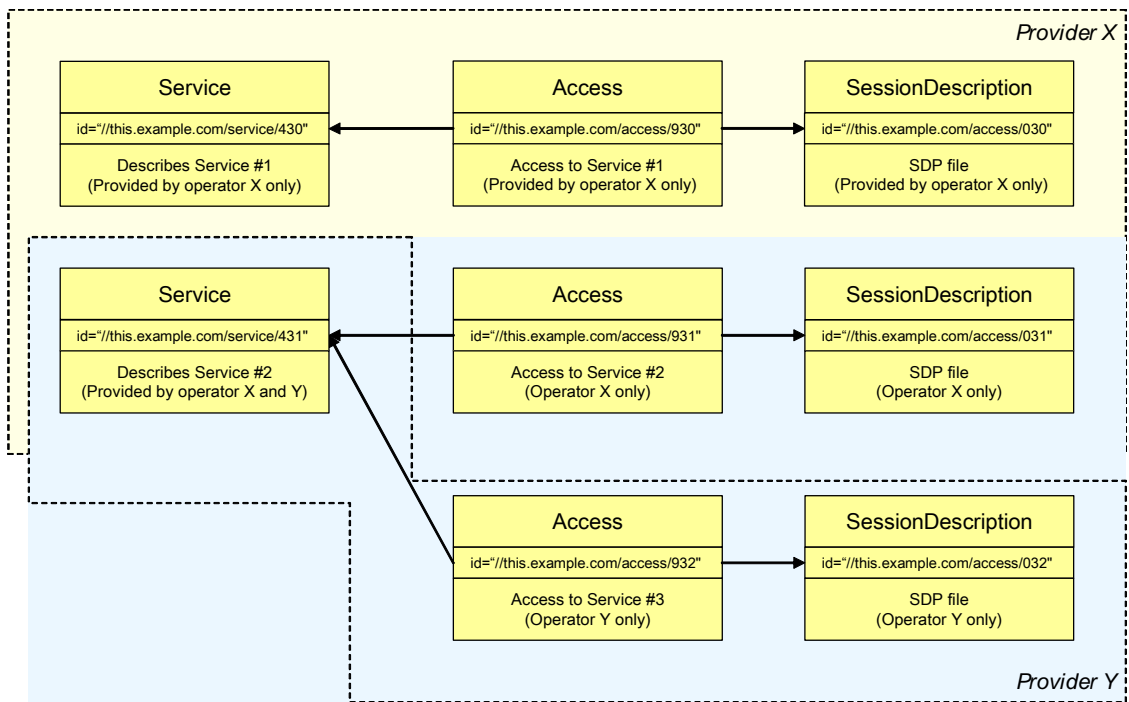 Provider X
Service
id="//this.example.com/service/430"
Describes Service #1
(Provided by operator X only)
Access
id="//this.example.com/access/930"
Access to Service #1
(Provided by operator X only)
SessionDescription
id="//this.example.com/access/030"
SDP file
(Provided by operator X only)
Service
id="//this.example.com/service/431"
Describes Service #2
(Provided by operator X and Y)
Access
id="//this.example.com/access/931"
Access to Service #2
(Operator X only)
SessionDescription
id="//this.example.com/access/031"
SDP file
(Operator X only)
Access
id="//this.example.com/access/932"
Access to Service #3
(Operator Y only)
SessionDescription
id="//this.example.com/access/032"
SDP file
(Operator Y only)
Provider Y